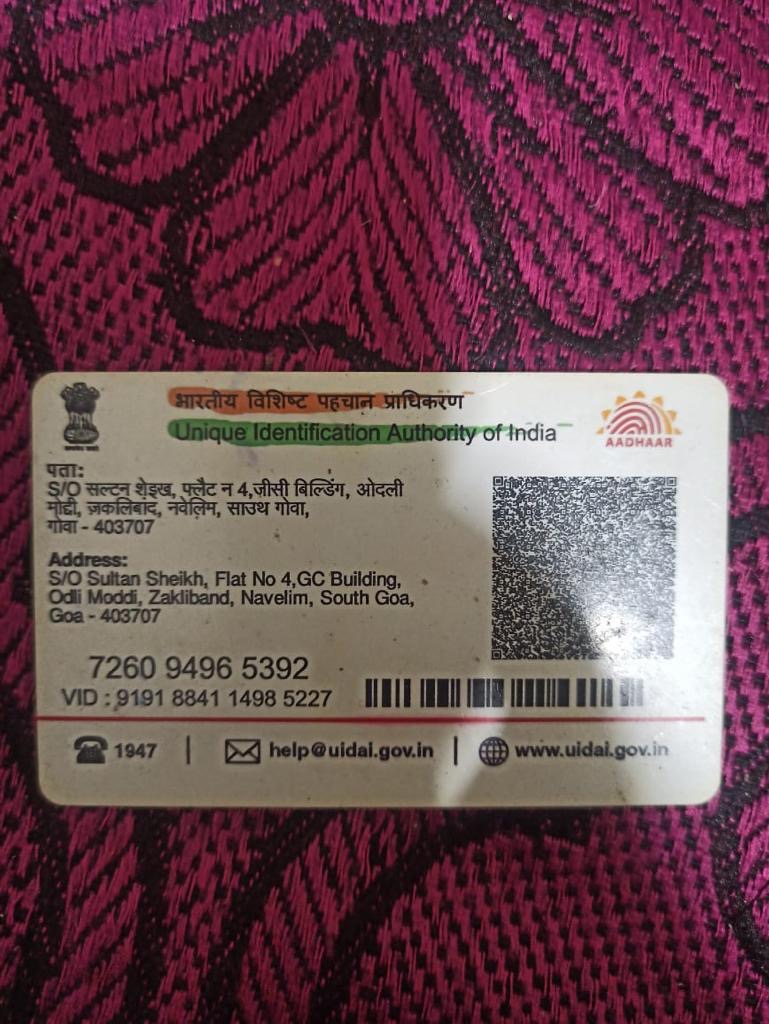 भारतीय विशिष्ट पहचान प्राधिकरण
Unique Identification Authority of India
AADHAAR
पता:
S/O सल्टन शेइख, फ्लैट न 4,ज़ीसी बिल्डिंग, ओदली
मोद्दी, ज़कलिबांद, नवेलिम, साउथ गोवा,
गोवा - 403707
Address:
S/O Sultan Sheikh, Flat No 4,GC Building,
Odli Moddi, Zakliband, Navelim, South Goa,
Goa - 403707
7260 9496 5392
VID : 9191 8841 1498 5227
1947 | help@uidai.gov.in | www.uidai.gov.in